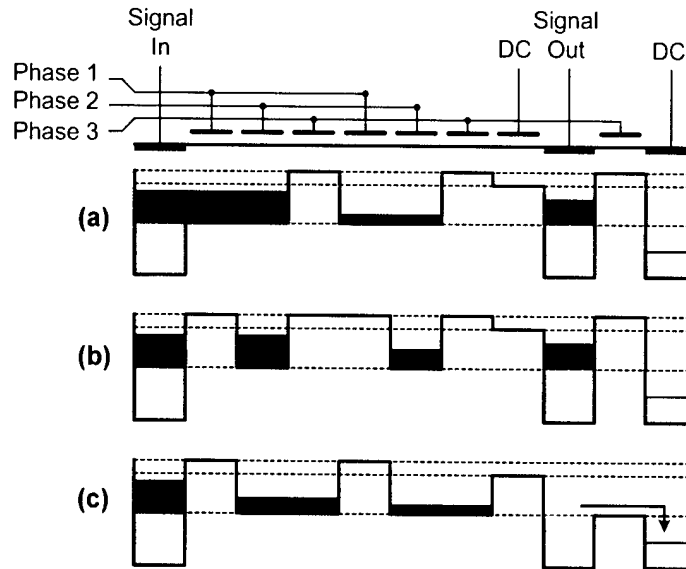 Signal
In
Signal
Out
DC
DC
Phase 1
Phase 2
Phase 3
(a)
(b)
(c)